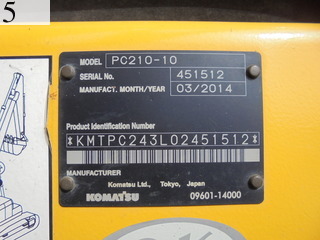 5
MODEL PC210-10
SERIAL No. 451512
MANUFACT. MONTH/YEAR 03/2014
Product Identification Number
*KMTPC243L02451512*
MANUFACTURER
Komatsu Ltd., Tokyo, Japan
KOMATSU 09601-14000